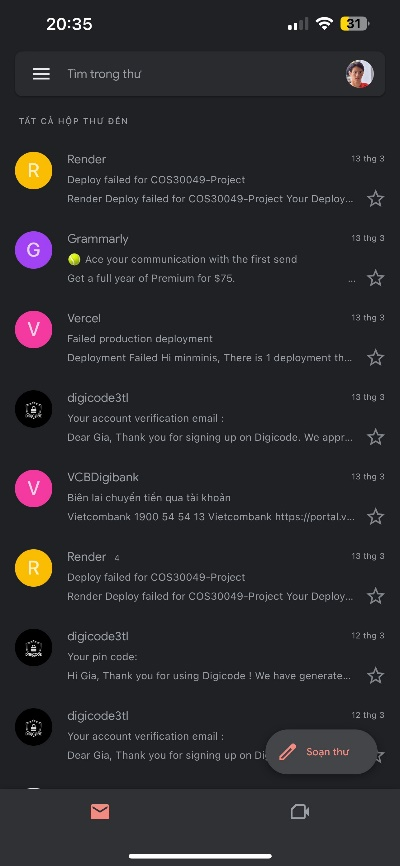 20:35
31
Tìm trong thư
TẤT CẢ HỘP THƯ ĐẾN
R
Render
13 thg 3
Deploy failed for COS30049-Project
Render Deploy failed for COS30049-Project Your Deploy...
G
Grammarly
13 thg 3
🎾 Ace your communication with the first send
Get a full year of Premium for $75. ...
V
Vercel
13 thg 3
Failed production deployment
Deployment Failed Hi minminis, There is 1 deployment th...
digicode3tl
13 thg 3
Your account verification email :
Dear Gia, Thank you for signing up on Digicode. We appr...
V
VCBDigibank
13 thg 3
Biên lai chuyển tiền qua tài khoản
Vietcombank 1900 54 54 13 Vietcombank https://portal.v...
R
Render 4
13 thg 3
Deploy failed for COS30049-Project
Render Deploy failed for COS30049-Project Your Deploy...
digicode3tl
12 thg 3
Your pin code:
Hi Gia, Thank you for using Digicode ! We have generate...
digicode3tl
12 thg 3
Your account verification email :
Dear Gia, Thank you for signing up on Di
Soạn thư